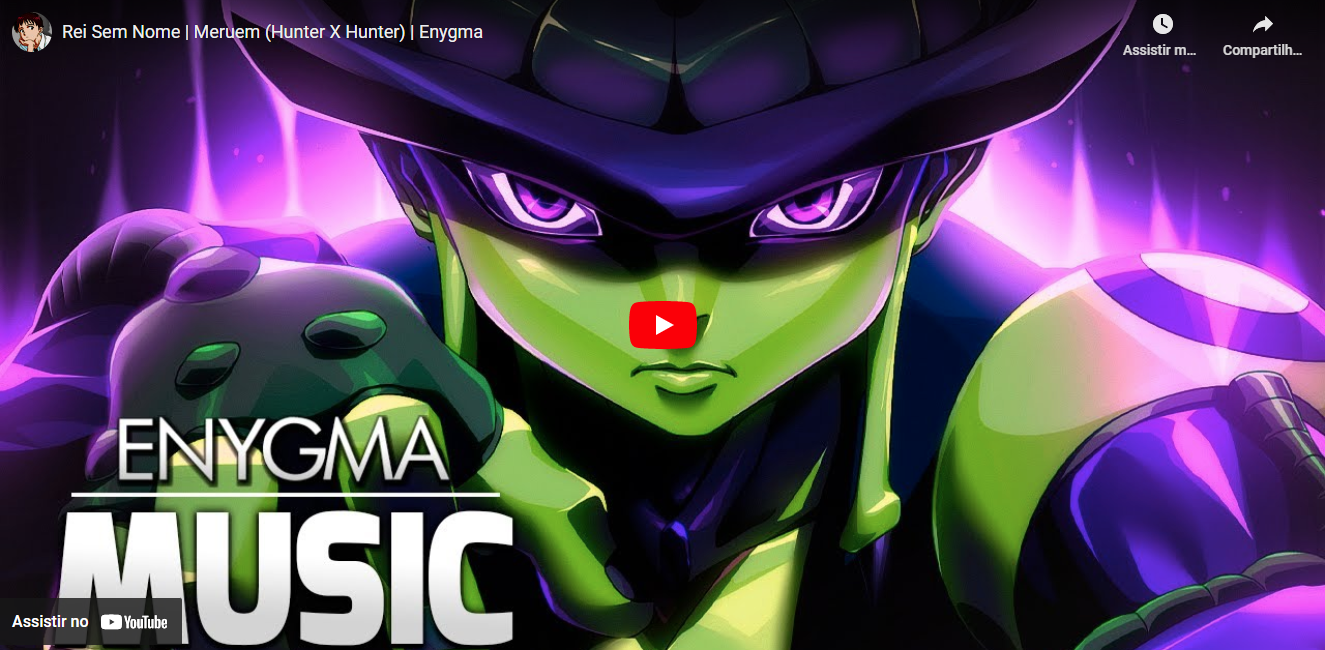 Rei Sem Nome | Meruem (Hunter X Hunter) | Enygma
Assistir m...
Compartilh...
ENYGMA
MUSIC
Assistir no YouTube